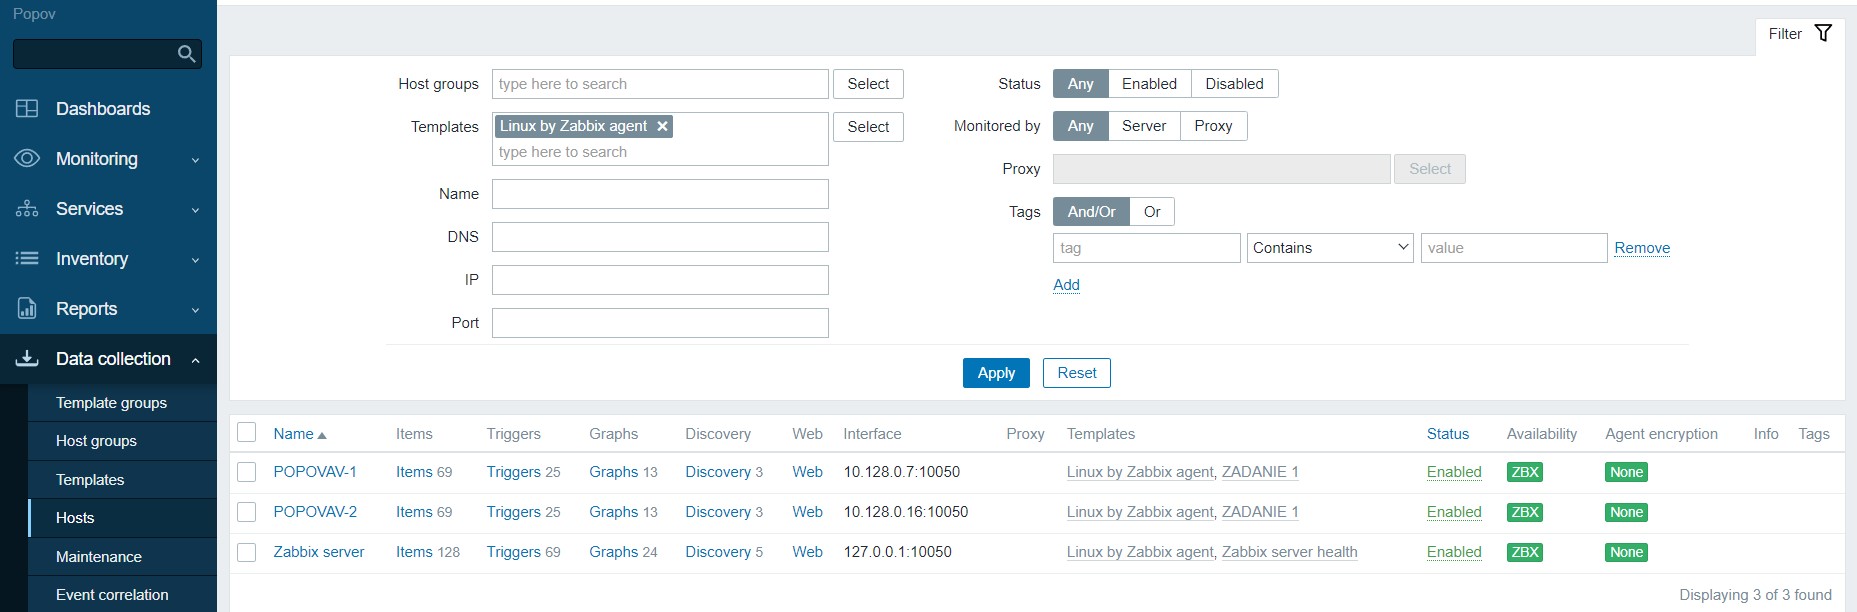 Popov
Filter
Host groups type here to search Select Status Any Enabled Disabled
Templates Linux by Zabbix agent Select Monitored by Any Server Proxy
type here to search
Proxy Select
Name
Tags And/Or Or
DNS
tag Contains value Remove
IP
Add
Port
Apply Reset
Dashboards
Monitoring
Services
Inventory
Reports
Data collection
Template groups
Host groups
Templates
Hosts
Maintenance
Event correlation
Name Items Triggers Graphs Discovery Web Interface Proxy Templates Status Availability Agent encryption Info Tags
POPOVAV-1 Items 69 Triggers 25 Graphs 13 Discovery 3 Web 10.128.0.7:10050 Linux by Zabbix agent, ZADANIE 1 Enabled ZBX None
POPOVAV-2 Items 69 Triggers 25 Graphs 13 Discovery 3 Web 10.128.0.16:10050 Linux by Zabbix agent, ZADANIE 1 Enabled ZBX None
Zabbix server Items 128 Triggers 69 Graphs 24 Discovery 5 Web 127.0.0.1:10050 Linux by Zabbix agent, Zabbix server health Enabled ZBX None
Displaying 3 of 3 found